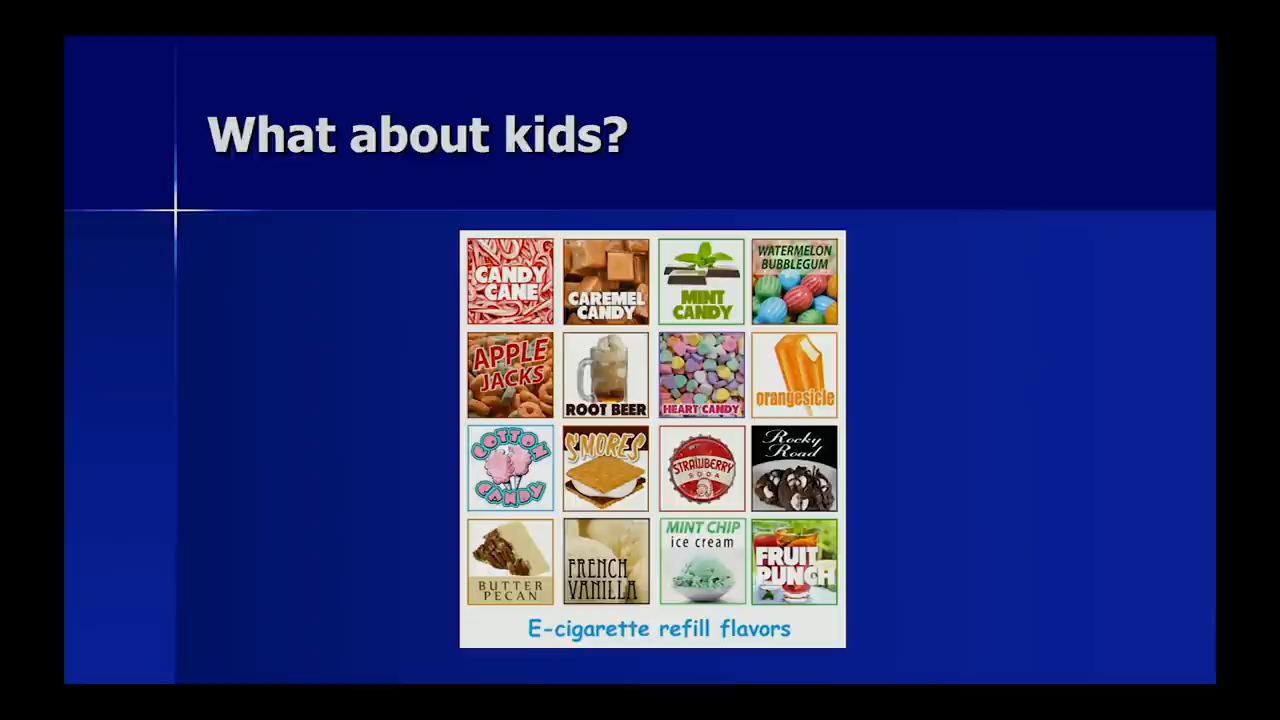 What about kids?
CANDY
CANE
CAREMEL
CANDY
MINT
CANDY
WATERMELON
BUBBLEGUM
APPLE
JACKS
ROOT BEER
HEART CANDY
orangesicle
COTTON
CANDY
S'MORES
STRAWBERRY
SODA
Rocky
Road
BUTTER
PECAN
FRENCH
VANILLA
MINT CHIP
ice cream
FRUIT
PUNCH
E-cigarette refill flavors